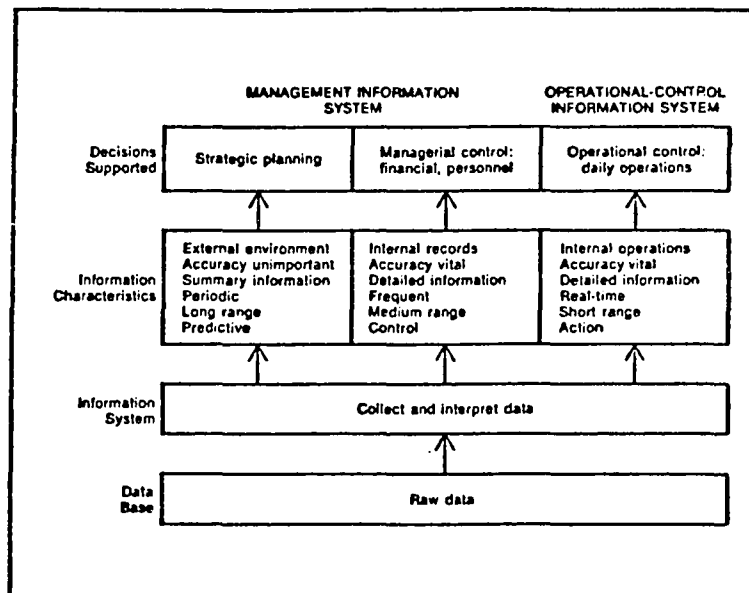 MANAGEMENT INFORMATION
SYSTEM
OPERATIONAL-CONTROL
INFORMATION SYSTEM
Decisions
Supported
Strategic planning
Managerial control:
financial, personnel
Operational control:
daily operations
Information
Characteristics
External environment
Accuracy unimportant
Summary information
Periodic
Long range
Predictive
Internal records
Accuracy vital
Detailed information
Frequent
Medium range
Control
Internal operations
Accuracy vital
Detailed information
Real-time
Short range
Action
Information
System
Collect and interpret data
Data
Base
Raw data